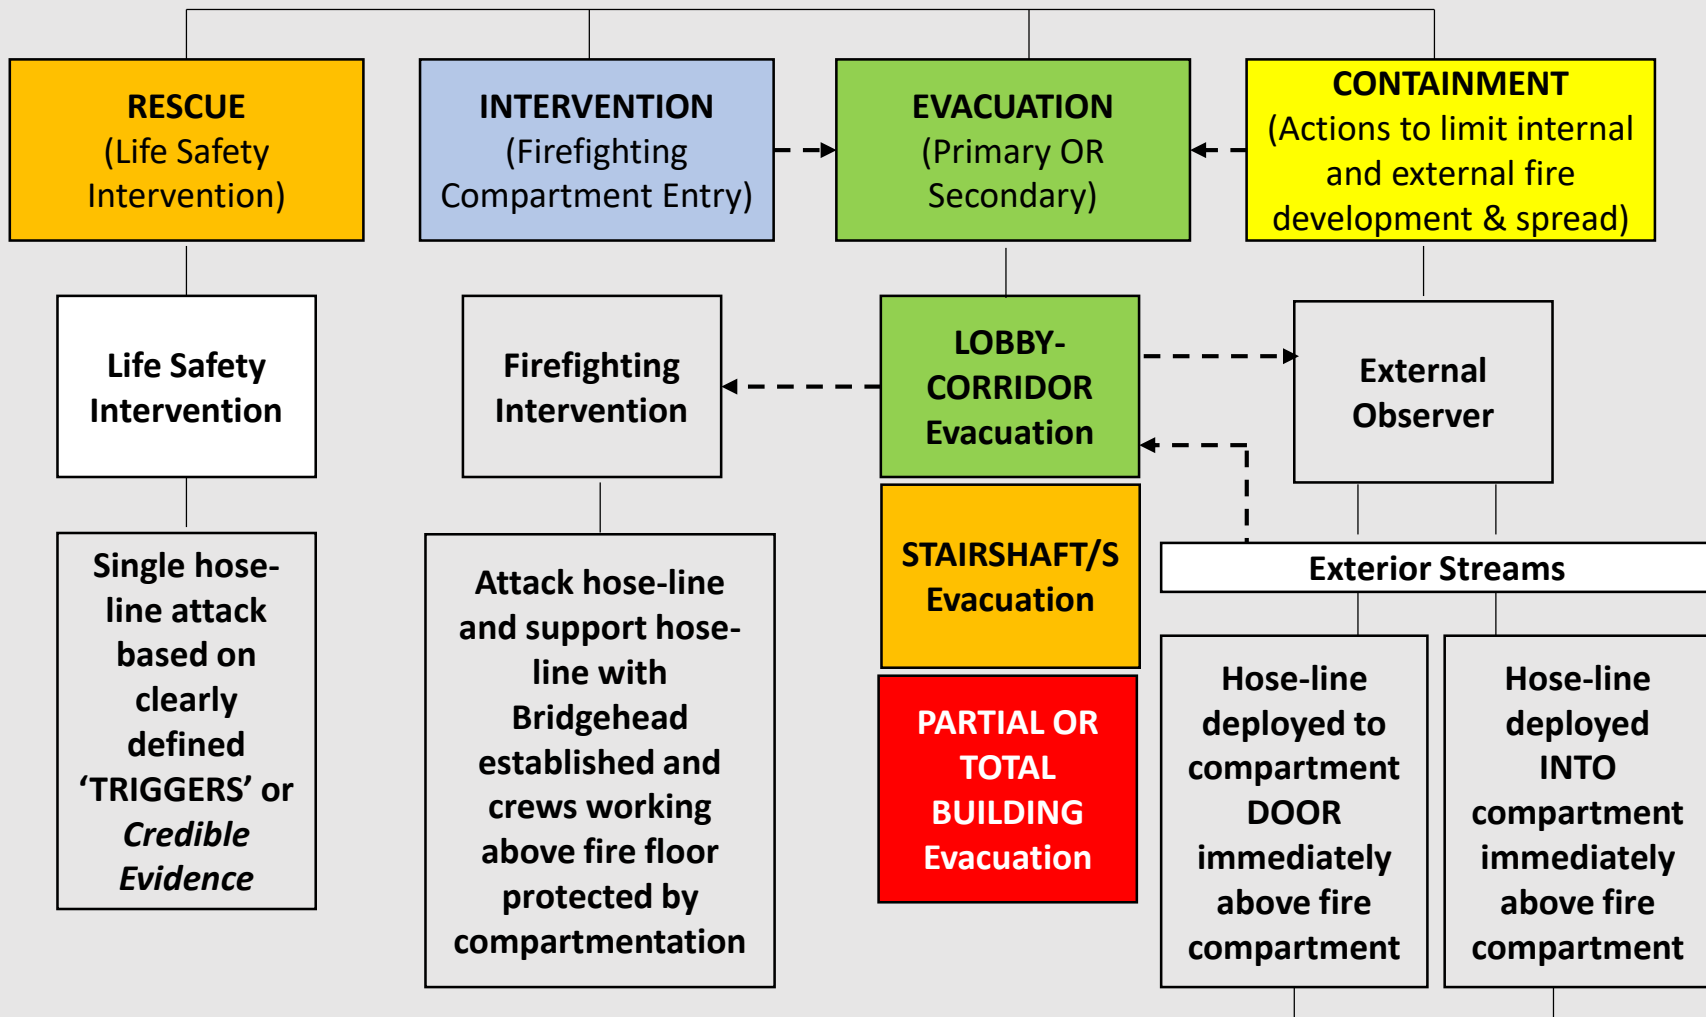 RESCUE
(Life Safety
Intervention)
INTERVENTION
(Firefighting
Compartment Entry)
EVACUATION
(Primary OR
Secondary)
CONTAINMENT
(Actions to limit internal
and external fire
development & spread)
Life Safety
Intervention
Firefighting
Intervention
LOBBY-
CORRIDOR
Evacuation
External
Observer
Single hose-
line attack
based on
clearly
defined
‘TRIGGERS’ or
Credible
Evidence
Attack hose-line
and support hose-
line with
Bridgehead
established and
crews working
above fire floor
protected by
compartmentation
STAIRSHAFT/S
Evacuation
PARTIAL OR
TOTAL
BUILDING
Evacuation
Exterior Streams
Hose-line
deployed to
compartment
DOOR
immediately
above fire
compartment
Hose-line
deployed
INTO
compartment
immediately
above fire
compartment